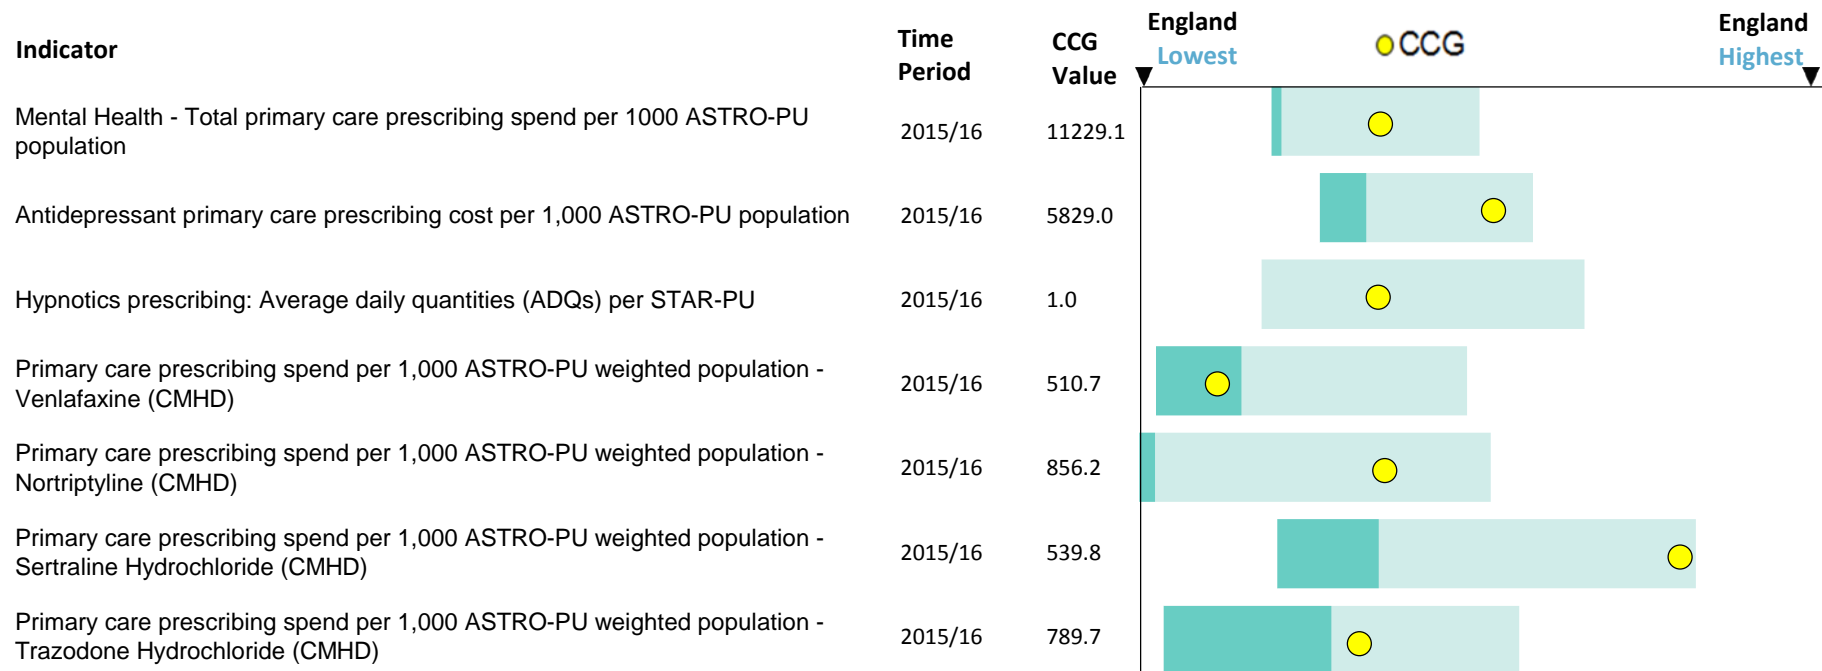 Indicator
Time
Period
CCG
Value
England
Lowest
CCG
England
Highest
Mental Health - Total primary care prescribing spend per 1000 ASTRO-PU
population
2015/16
11229.1
Antidepressant primary care prescribing cost per 1,000 ASTRO-PU population
2015/16
5829.0
Hypnotics prescribing: Average daily quantities (ADQs) per STAR-PU
2015/16
1.0
Primary care prescribing spend per 1,000 ASTRO-PU weighted population -
Venlafaxine (CMHD)
2015/16
510.7
Primary care prescribing spend per 1,000 ASTRO-PU weighted population -
Nortriptyline (CMHD)
2015/16
856.2
Primary care prescribing spend per 1,000 ASTRO-PU weighted population -
Sertraline Hydrochloride (CMHD)
2015/16
539.8
Primary care prescribing spend per 1,000 ASTRO-PU weighted population -
Trazodone Hydrochloride (CMHD)
2015/16
789.7